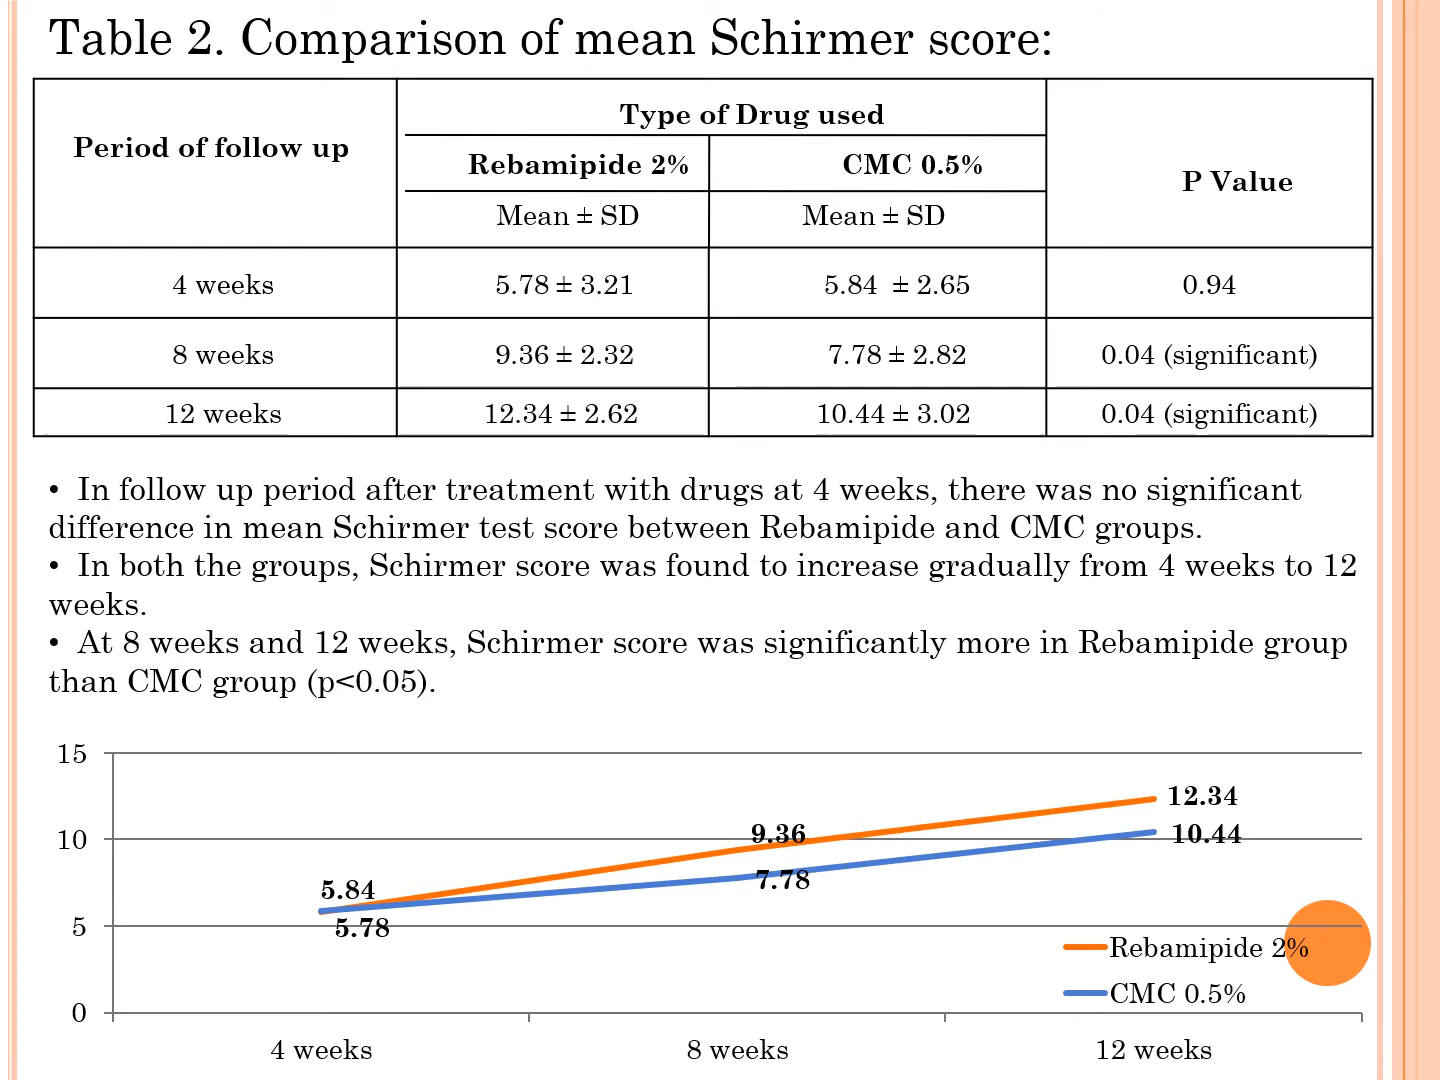 Table 2. Comparison of mean Schirmer score:
Period of follow up
Type of Drug used
P Value
Rebamipide 2% CMC 0.5%
Mean ± SD Mean ± SD
4 weeks 5.78 ± 3.21 5.84 ± 2.65 0.94
8 weeks 9.36 ± 2.32 7.78 ± 2.82 0.04 (significant)
12 weeks 12.34 ± 2.62 10.44 ± 3.02 0.04 (significant)
• In follow up period after treatment with drugs at 4 weeks, there was no significant
difference in mean Schirmer test score between Rebamipide and CMC groups.
• In both the groups, Schirmer score was found to increase gradually from 4 weeks to 12
weeks.
• At 8 weeks and 12 weeks, Schirmer score was significantly more in Rebamipide group
than CMC group (p<0.05).
15
12.34
10 9.36 10.44
5.84 7.78
5 5.78
Rebamipide 2%
CMC 0.5%
0
4 weeks 8 weeks 12 weeks